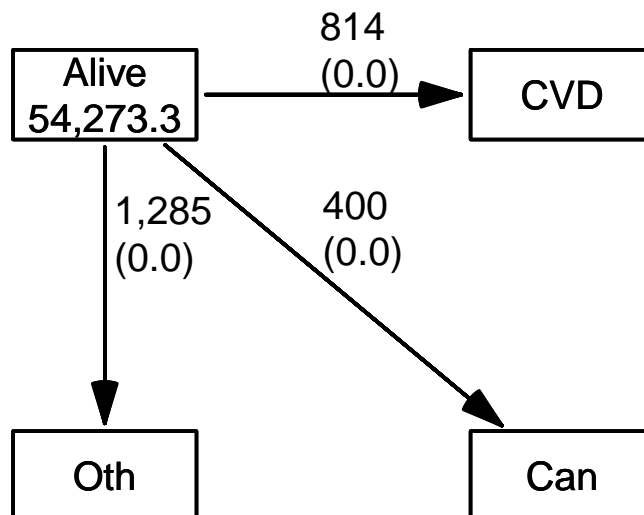 814
(0.0)
Alive
54,273.3
CVD
1,285
(0.0)
400
(0.0)
Oth
Can